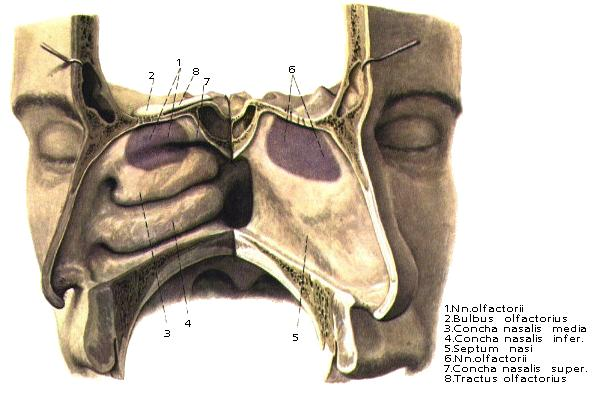 1
2
8
7
6
3
4
5
1.Nn.olfactorii
2.Bulbus olfactorius
3.Concha nasalis media
4.Concha nasalis infer.
5.Septum nasi
6.Nn.olfactorii
7.Concha nasalis super.
8.Tractus olfactorius